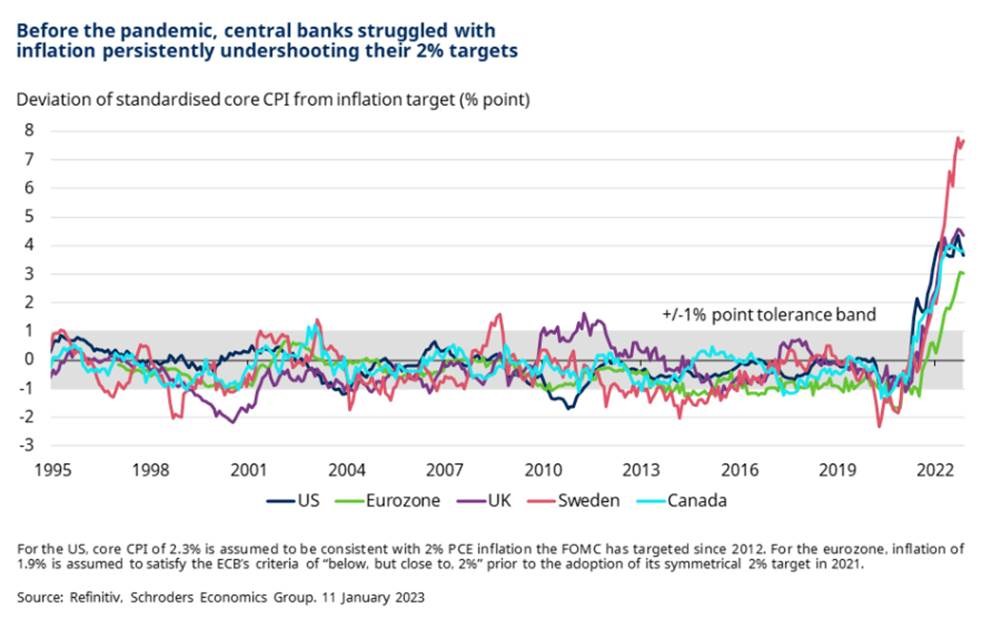 Before the pandemic, central banks struggled with
inflation persistently undershooting their 2% targets
Deviation of standardised core CPI from inflation target (% point)
8
7
6
5
4
3
2
1
0
-1
-2
-3
+/-1% point tolerance band
1995 1998 2001 2004 2007 2010 2013 2016 2019 2022
US Eurozone UK Sweden Canada
For the US, core CPI of 2.3% is assumed to be consistent with 2% PCE inflation the FOMC has targeted since 2012. For the eurozone, inflation of
1.9% is assumed to satisfy the ECB's criteria of "below, but close to, 2%" prior to the adoption of its symmetrical 2% target in 2021.
Source: Refinitiv, Schroders Economics Group. 11 January 2023